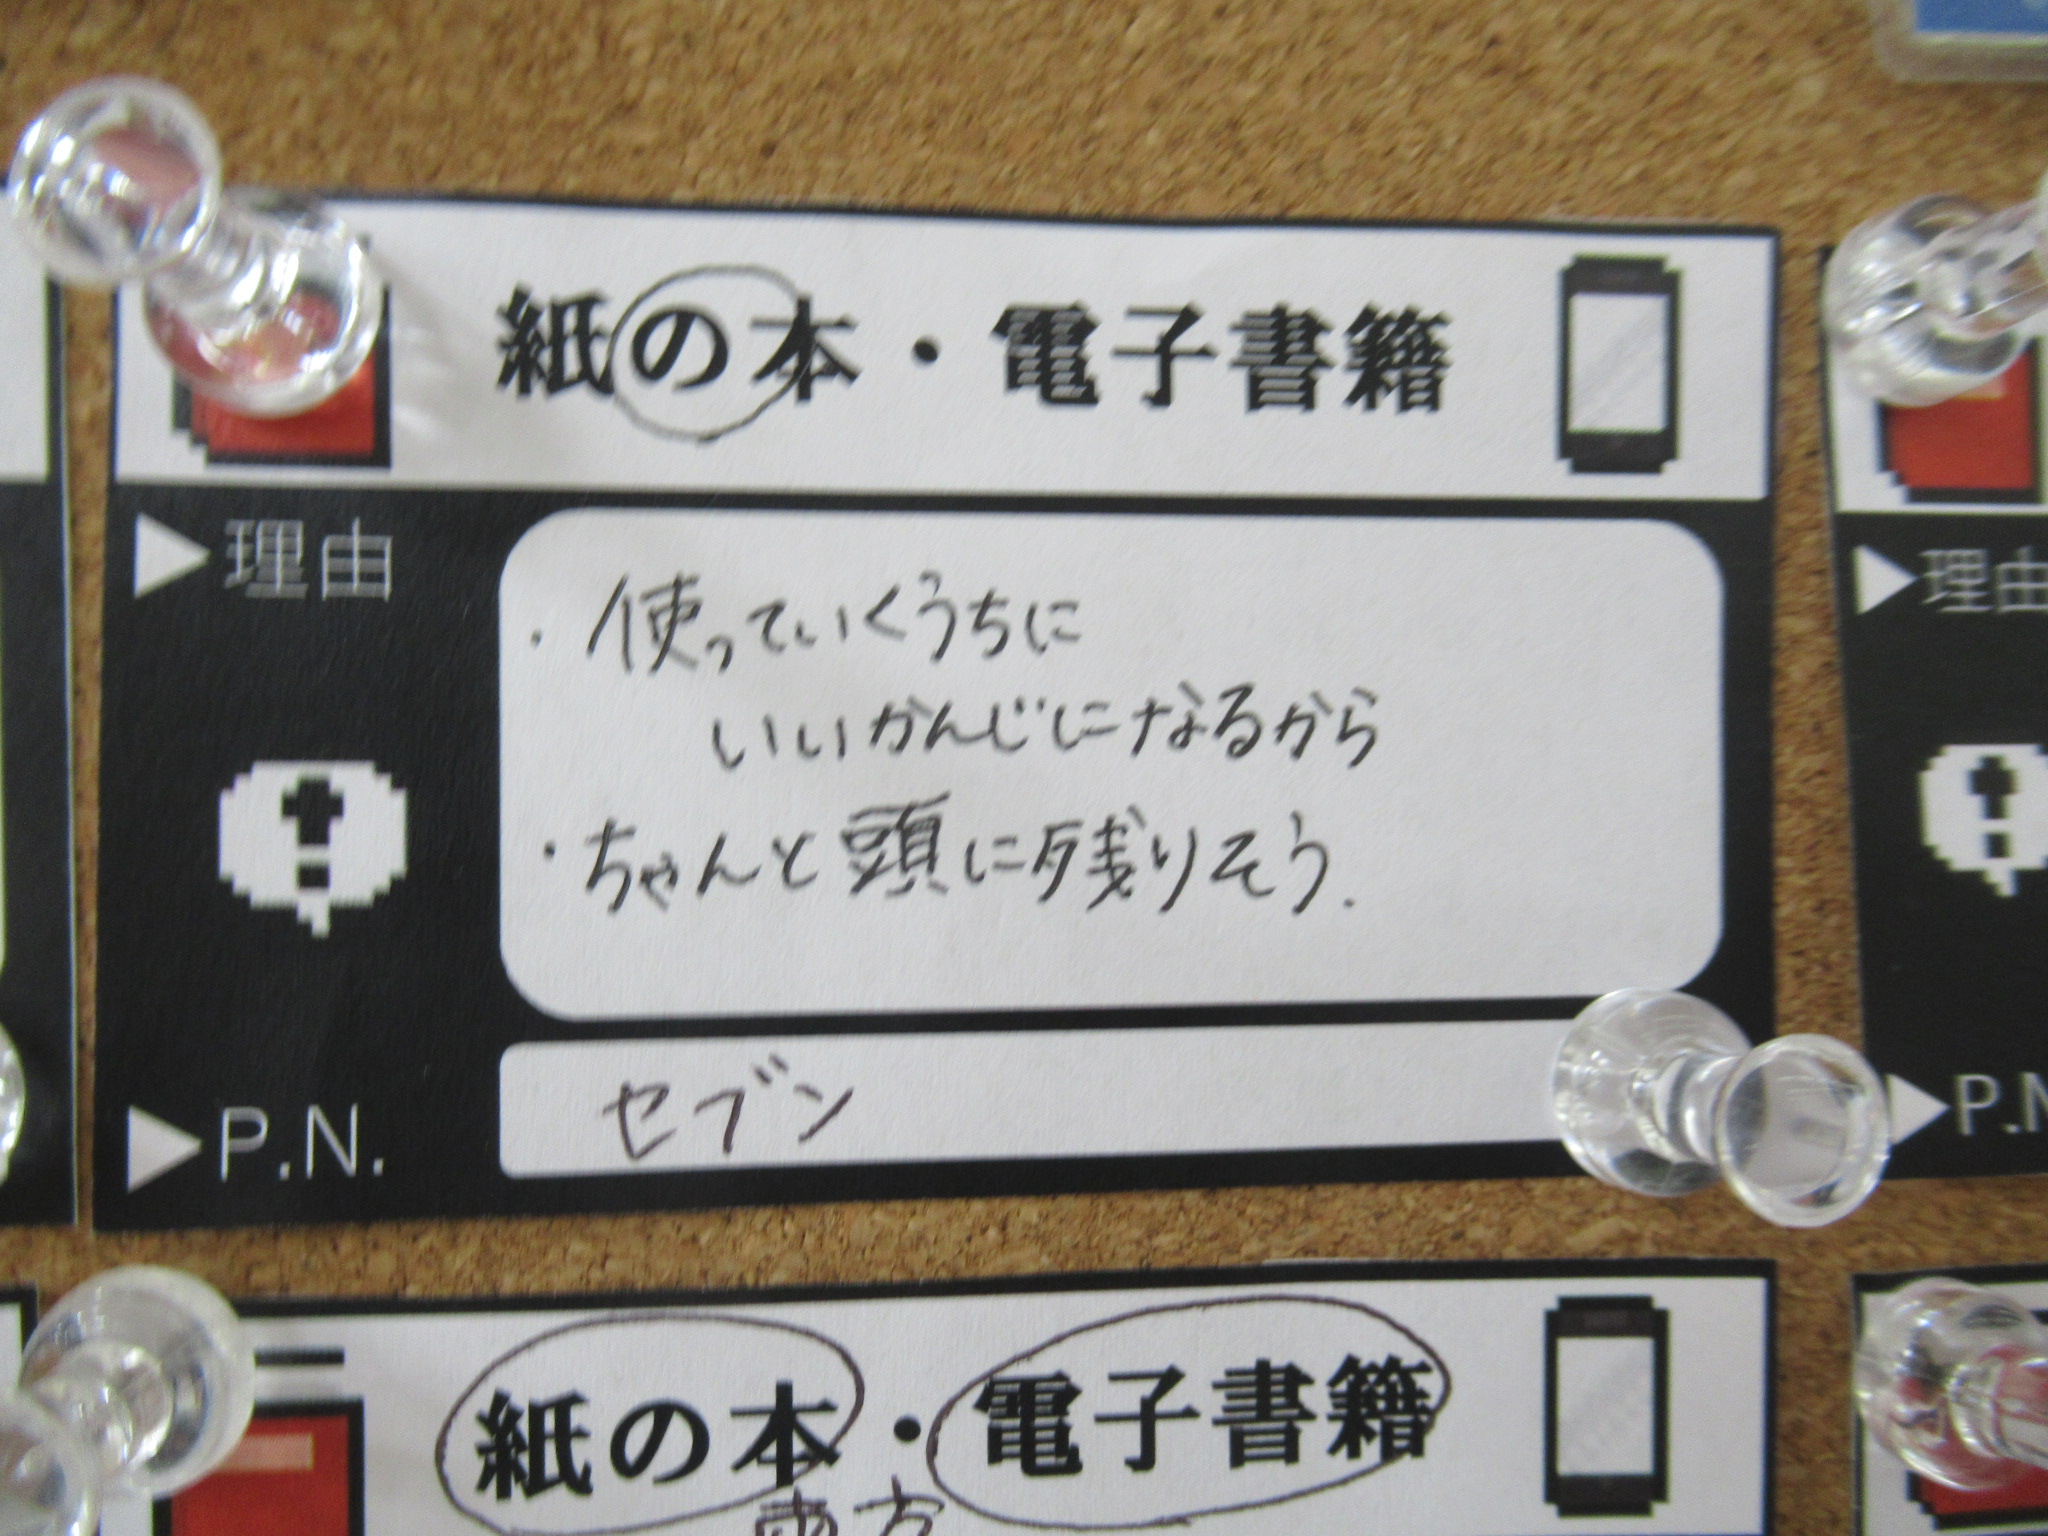 紙の本・電子書籍
▶理由
・使っていくうちに
いいかんじになるから
・ちゃんと頭に残りそう.
▶P.N.
セブン
▶理由
▶P.N
紙の本・電子書籍
両方